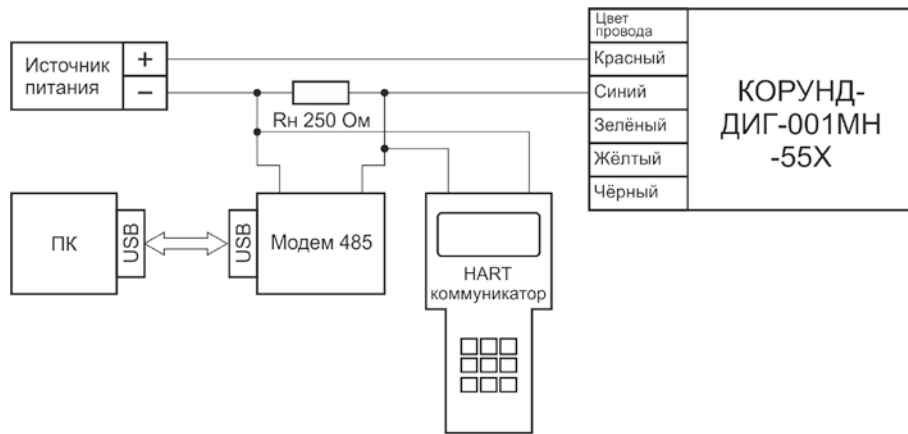 Источник
питания
+
−
Rн 250 Ом
Цвет
провода
Красный
Синий
Зелёный
Жёлтый
Чёрный
КОРУНД-
ДИГ-001МН
-55Х
ПК
USB
USB
Модем 485
HART
коммуникатор